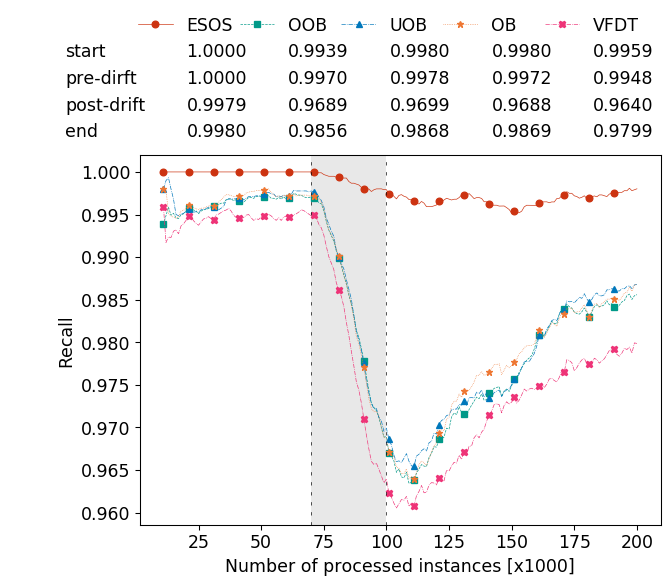 ESOS OOB UOB OB VFDT
start 1.0000 0.9939 0.9980 0.9980 0.9959
pre-dirft 1.0000 0.9970 0.9978 0.9972 0.9948
post-drift 0.9979 0.9689 0.9699 0.9688 0.9640
end 0.9980 0.9856 0.9868 0.9869 0.9799
1.000
0.995
0.990
0.985
0.980
0.975
0.970
0.965
0.960
Recall
25 50 75 100 125 150 175 200
Number of processed instances [x1000]